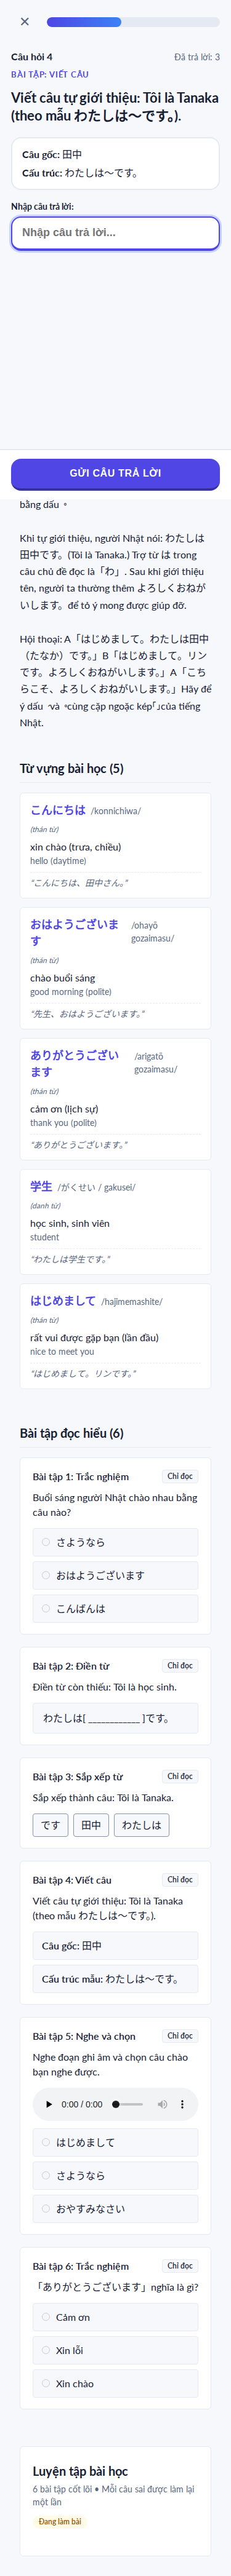 ×
Câu hỏi 4
Đã trả lời: 3
BÀI TẬP: VIẾT CÂU
Viết câu tự giới thiệu: Tôi là Tanaka
(theo mẫu わたしは〜です。).
Câu gốc: 田中
Cấu trúc: わたしは〜です。
Nhập câu trả lời:
Nhập câu trả lời...
GỬI CÂU TRẢ LỜI
bằng dấu 。
Khi tự giới thiệu, người Nhật nói: わたしは
田中です。(Tôi là Tanaka.) Trợ từ は trong
câu chủ đề đọc là「わ」. Sau khi giới thiệu
tên, người ta thường thêm よろしくおねが
いします。để tỏ ý mong được giúp đỡ.
Hội thoại: A「はじめまして。わたしは田中
（たなか）です。」B「はじめまして。リン
です。よろしくおねがいします。」A「こち
らこそ、よろしくおねがいします。」Hãy để
ý dấu 、và 。cùng cặp ngoặc kép「」của tiếng
Nhật.
Từ vựng bài học (5)
こんにちは /konnichiwa/
(thán từ)
xin chào (trưa, chiều)
hello (daytime)
“こんにちは、田中さん。”
おはようございま
す
/ohayō
gozaimasu/
(thán từ)
chào buổi sáng
good morning (polite)
“先生、おはようございます。”
ありがとうござい
ます
/arigatō
gozaimasu/
(thán từ)
cảm ơn (lịch sự)
thank you (polite)
“ありがとうございます。”
学生 /がくせい / gakusei/
(danh từ)
học sinh, sinh viên
student
“わたしは学生です。”
はじめまして /hajimemashite/
(thán từ)
rất vui được gặp bạn (lần đầu)
nice to meet you
“はじめまして。リンです。”
Bài tập đọc hiểu (6)
Bài tập 1: Trắc nghiệm
Chỉ đọc
Buổi sáng người Nhật chào nhau bằng
câu nào?
さようなら
おはようございます
こんばんは
Bài tập 2: Điền từ
Chỉ đọc
Điền từ còn thiếu: Tôi là học sinh.
わたしは[ ____________ ]です。
Bài tập 3: Sắp xếp từ
Chỉ đọc
Sắp xếp thành câu: Tôi là Tanaka.
です 田中 わたしは
Bài tập 4: Viết câu
Chỉ đọc
Viết câu tự giới thiệu: Tôi là Tanaka
(theo mẫu わたしは〜です。).
Câu gốc: 田中
Cấu trúc mẫu: わたしは〜です。
Bài tập 5: Nghe và chọn
Chỉ đọc
Nghe đoạn ghi âm và chọn câu chào
bạn nghe được.
0:00 / 0:00
はじめまして
さようなら
おやすみなさい
Bài tập 6: Trắc nghiệm
Chỉ đọc
「ありがとうございます」nghĩa là gì?
Cảm ơn
Xin lỗi
Xin chào
Luyện tập bài học
6 bài tập cốt lõi • Mỗi câu sai được làm lại
một lần
Đang làm bài